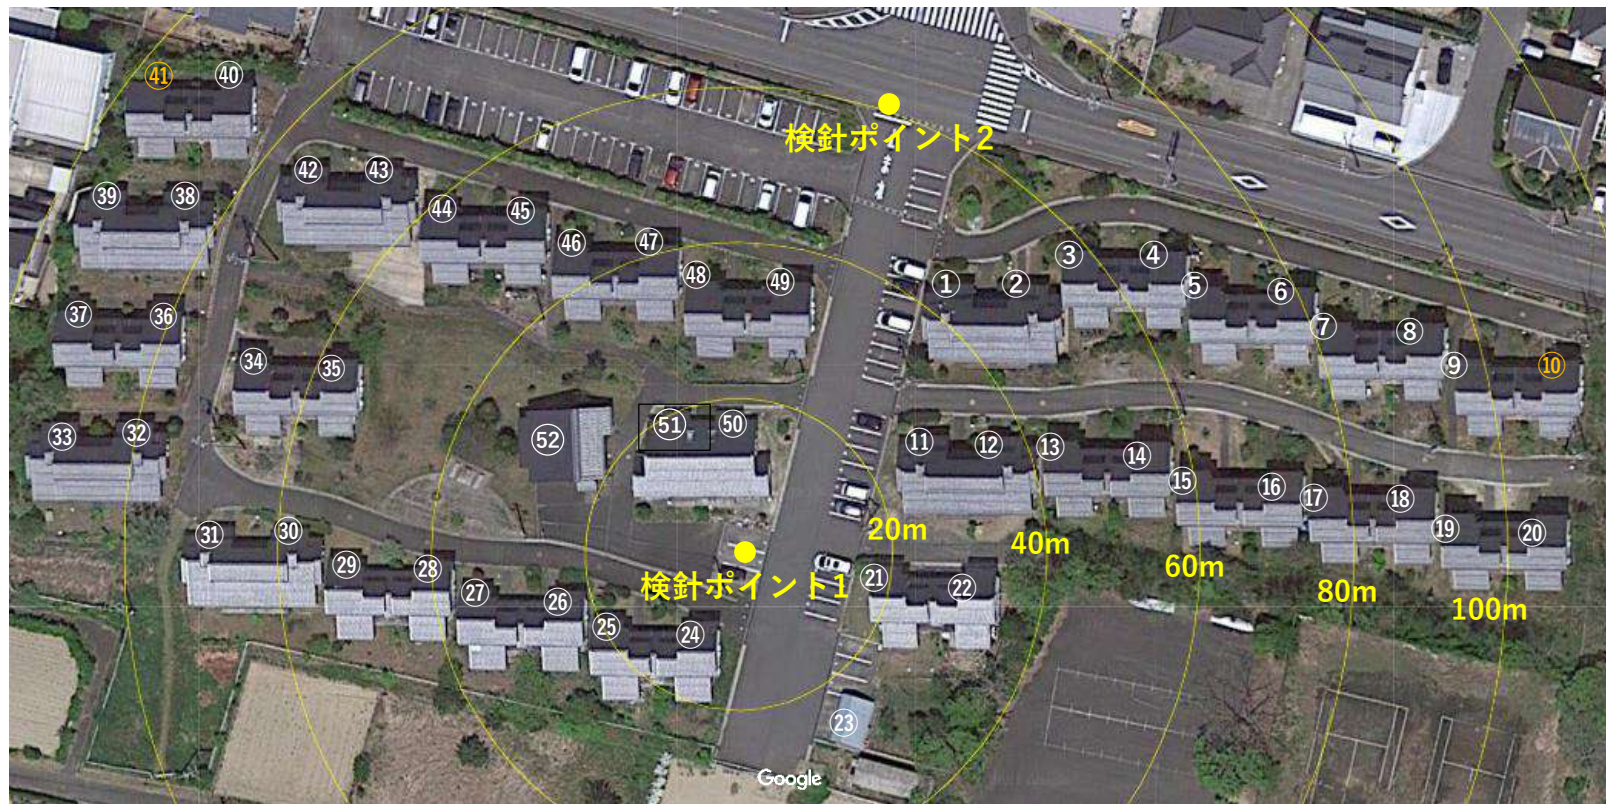 ㊶ ㊵
検針ポイント2
㊴ ㊳ ㊷ ㊸
㊹ ㊺ ㊻ ㊼ ③ ④
㊽ ㊾ ① ② ⑤ ⑥
㊲ ㊱ ⑦ ⑧
㉞ ㉟ ⑨ ⑩
㉝ ㉜ 52 51 ㊿ ⑪ ⑫ ⑬ ⑭
⑮ ⑯ ⑰ ⑱
20m
40m
60m
80m
100m
⑲ ⑳
㉛ ㉚ ㉙ ㉘
検針ポイント1
㉗ ㉖ ㉕ ㉔ ㉑ ㉒
㉓
Google